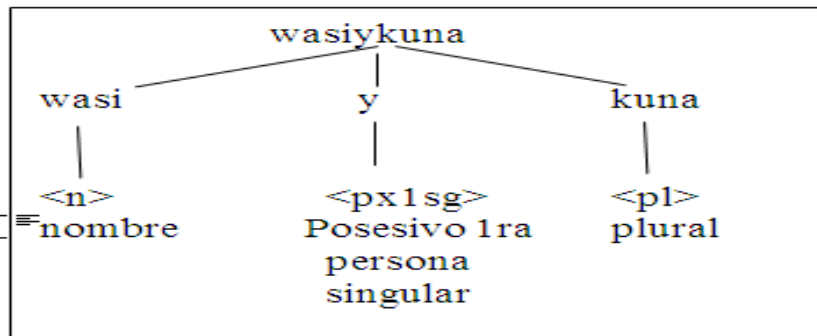 wasiykuna
wasi y kuna
<n> <px1sg> <pl>
nombre Posesivo 1ra plural
persona
singular